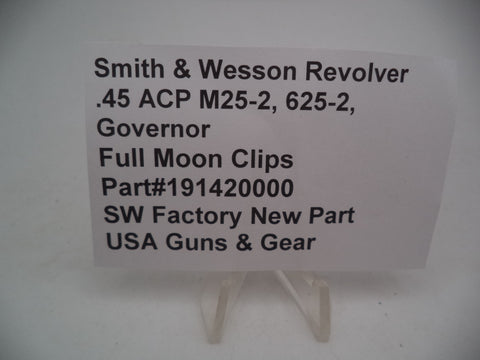 Smith & Wesson Revolver
.45 ACP M25-2, 625-2,
Governor
Full Moon Clips
Part#191420000
SW Factory New Part
USA Guns & Gear